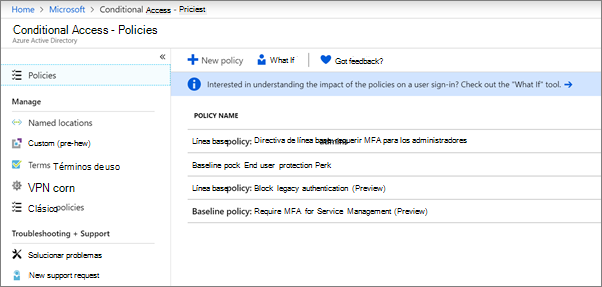 Home > Microsoft > Conditional Access - Priciest
Conditional Access - Policies
Azure Active Directory
«
Policies
Manage
Named locations
Custom (pre-hew)
Terms Términos de uso
VPN corn
Clásico policies
Troubleshooting + Support
Solucionar problemas
New support request
+ New policy What If Got feedback?
Interested in understanding the impact of the policies on a user sign-in? Check out the "What If" tool. →
POLICY NAME
Línea base policy: Directiva de línea base: requerir MFA para los administradores
Baseline pock End user protection Perk
Línea base policy: Block legacy authentication (Preview)
Baseline policy: Require MFA for Service Management (Preview)